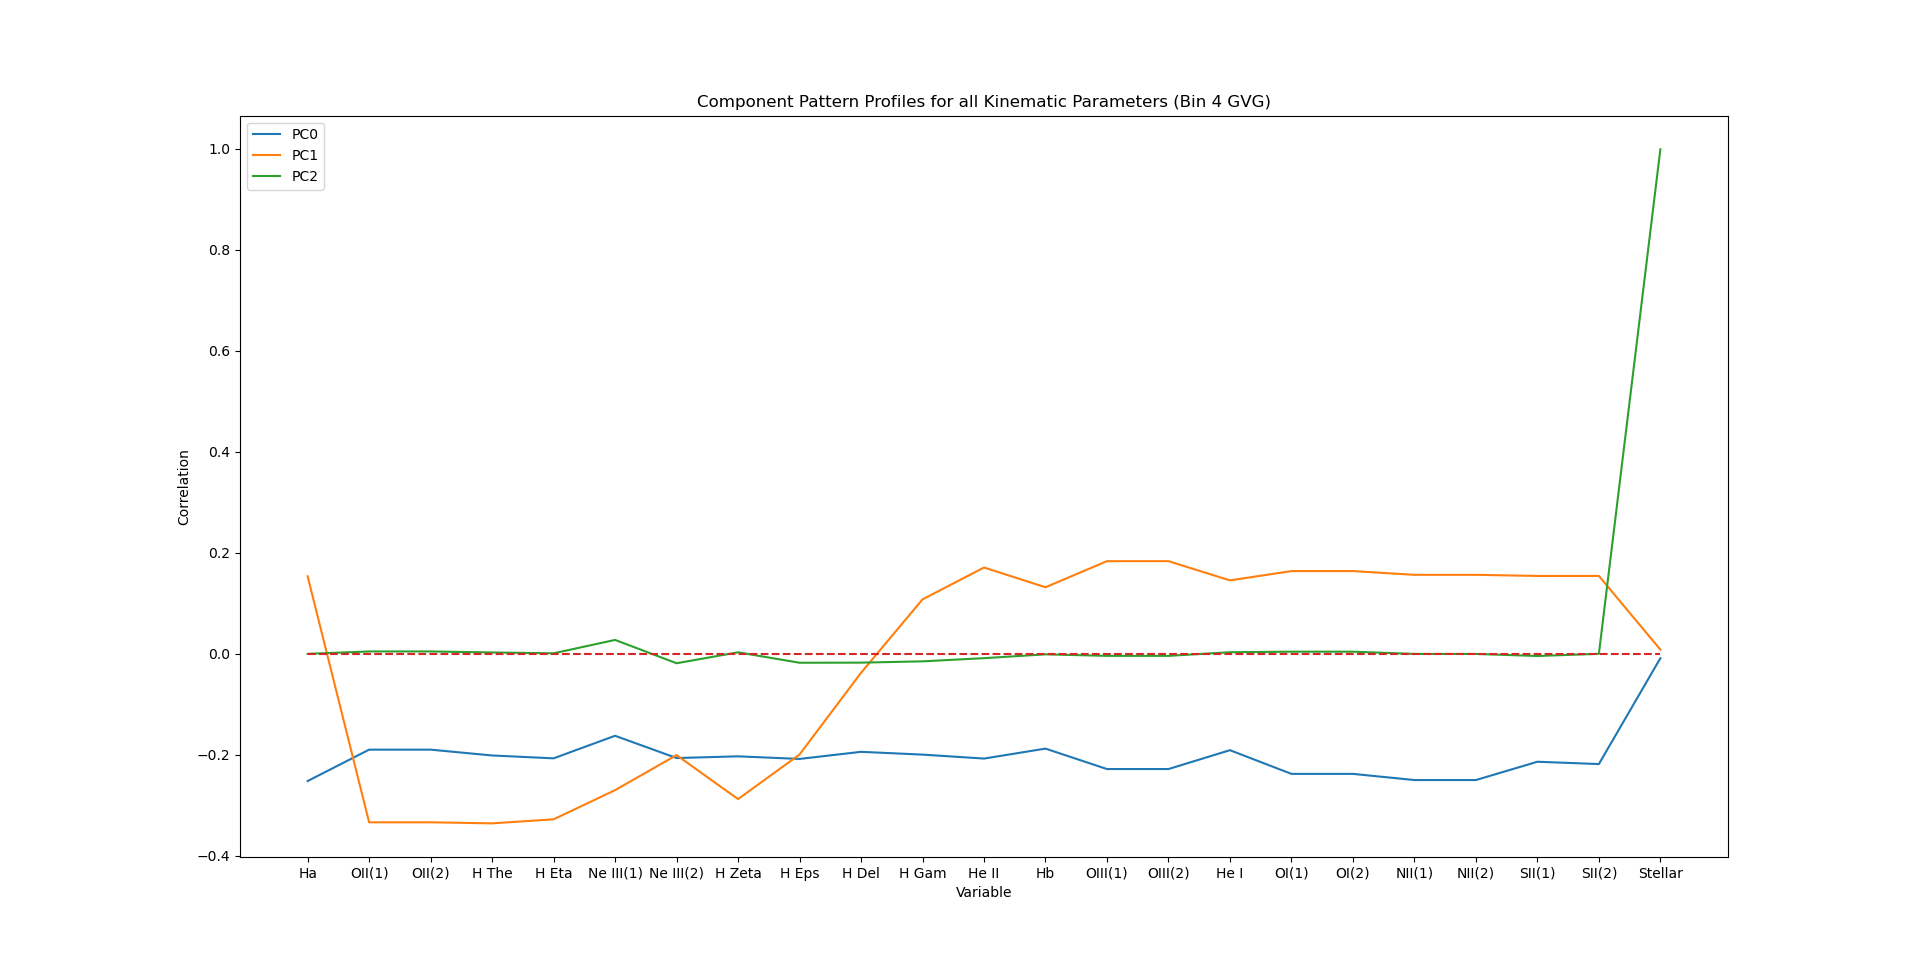 Component Pattern Profiles for all Kinematic Parameters (Bin 4 GVG)
PC0
PC1
PC2
1.0
0.8
0.6
0.4
0.2
0.0
−0.2
−0.4
Correlation
Ha OII(1) OII(2) H The H Eta Ne III(1) Ne III(2) H Zeta H Eps H Del H Gam He II Hb OIII(1) OIII(2) He I OI(1) OI(2) NII(1) NII(2) SII(1) SII(2) Stellar
Variable